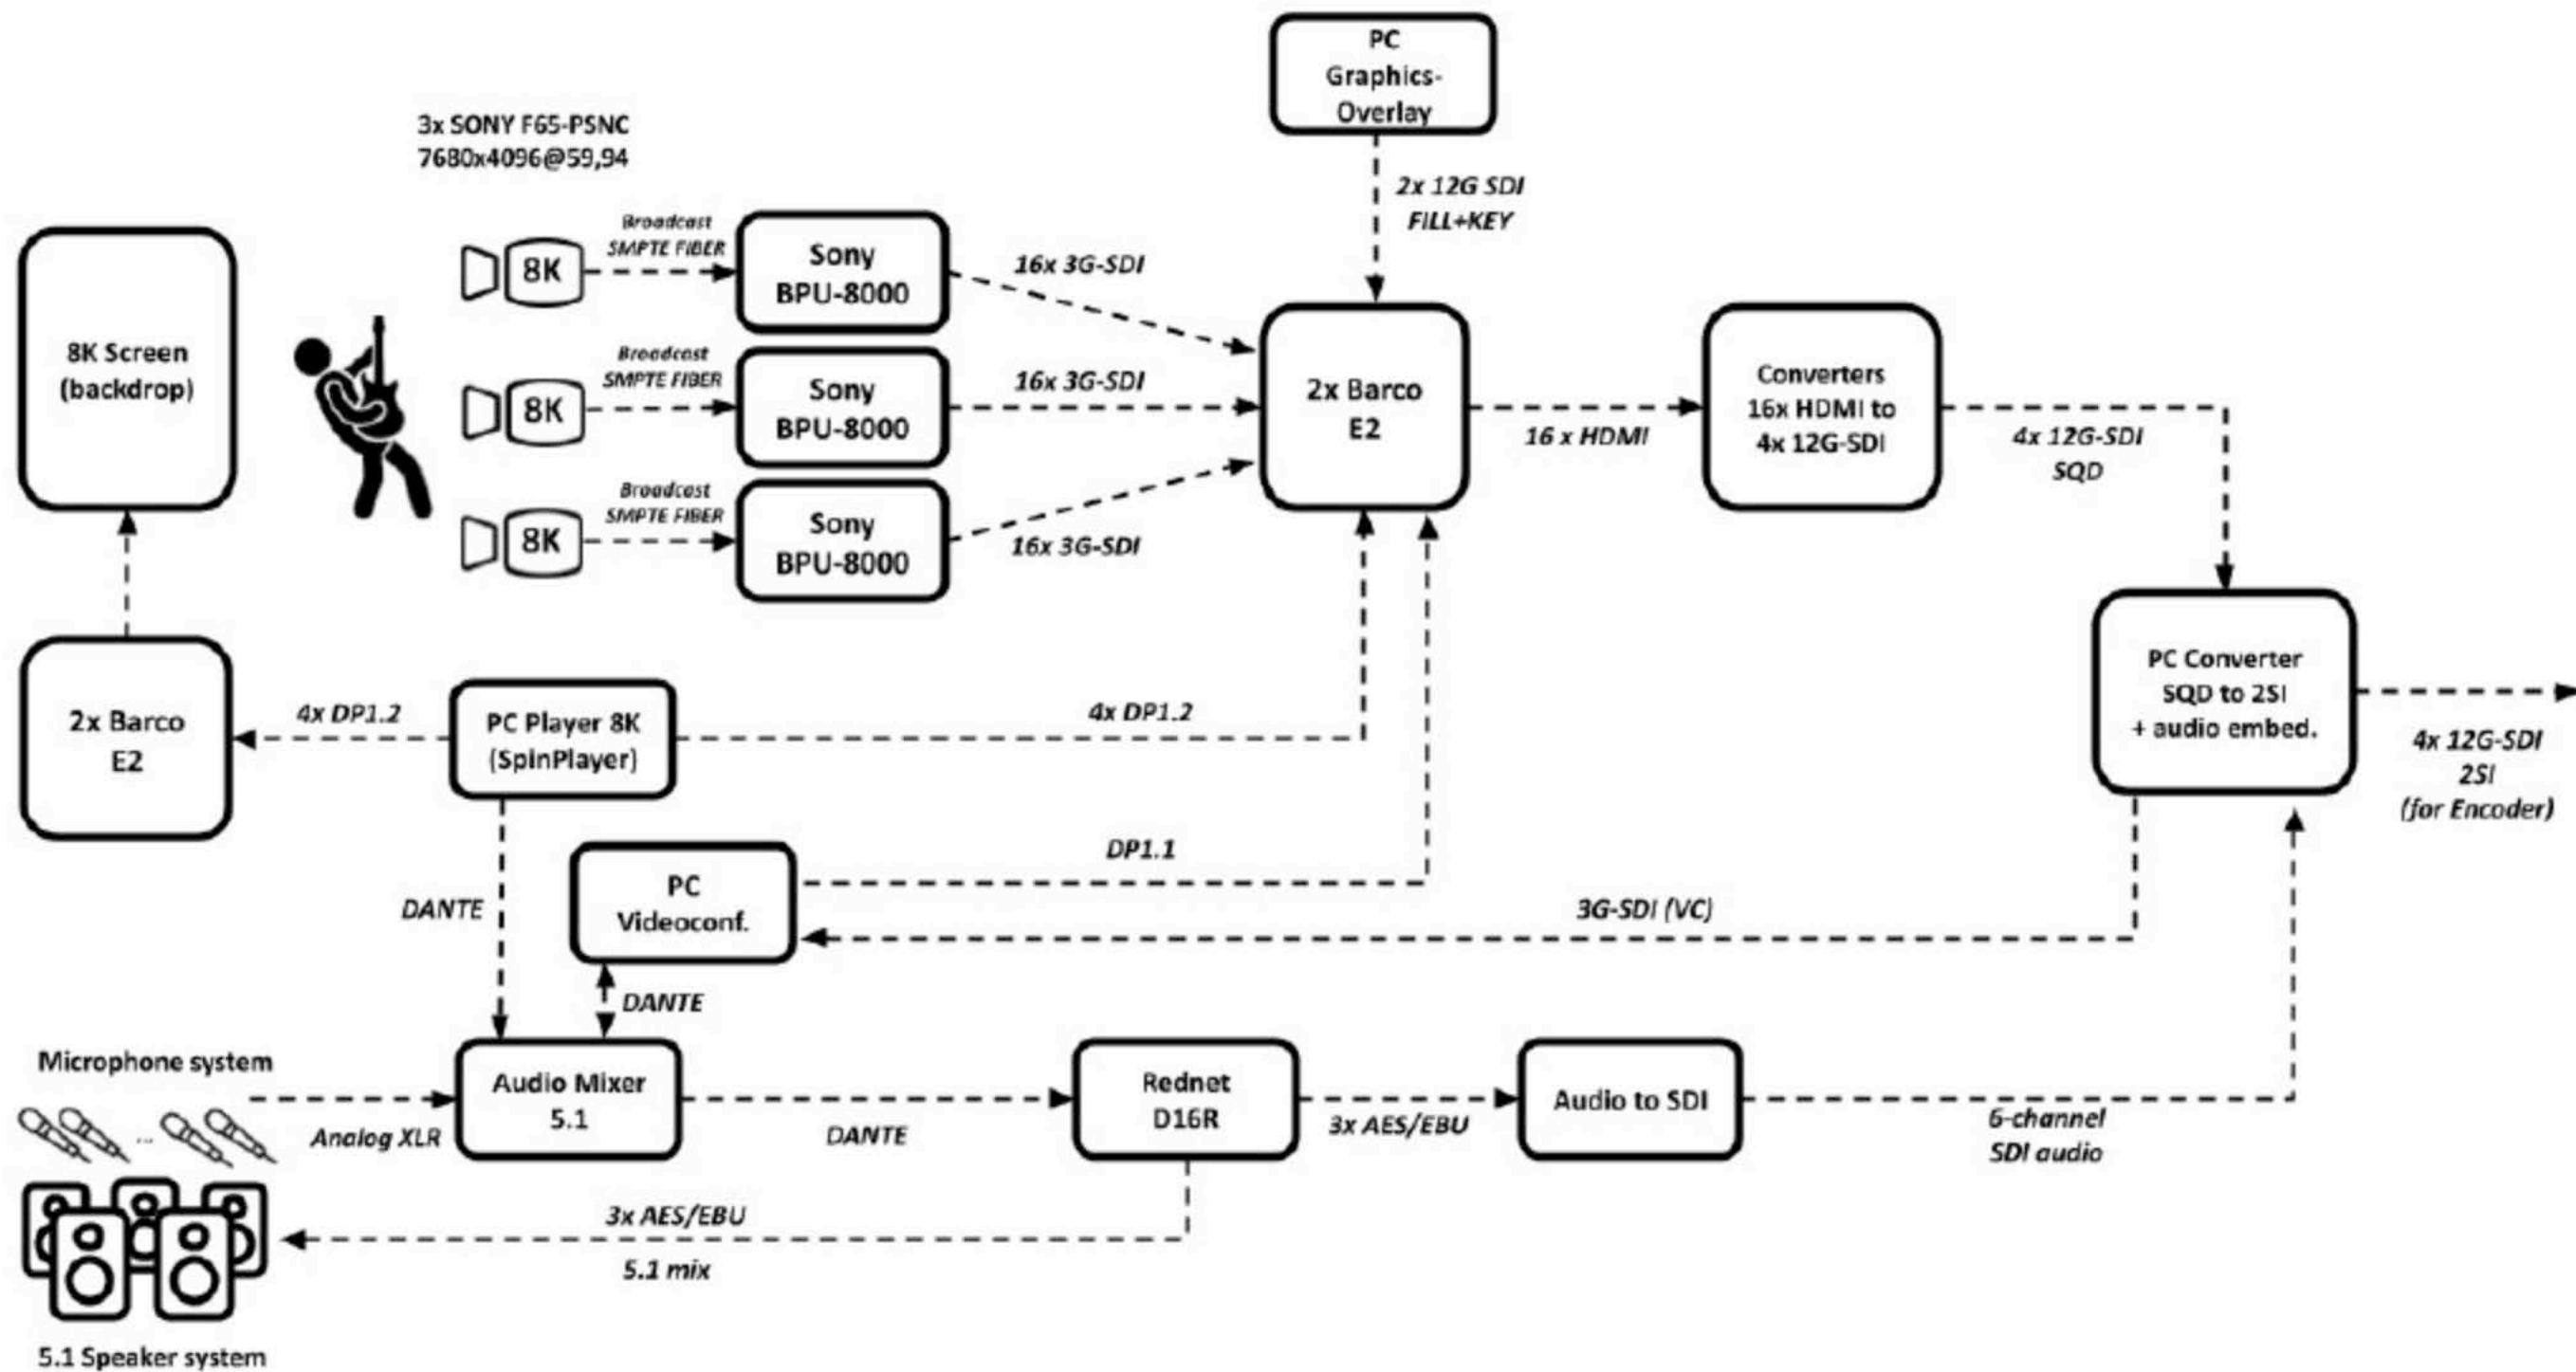 PC
Graphics-
Overlay
3x SONY F65-PSNC
7680x4096@59,94
2x 12G SDI
FILL+KEY
8K Screen
(backdrop)
8K
Broadcast
SMPTE FIBER
Sony
BPU-8000
16x 3G-SDI
8K
Broadcast
SMPTE FIBER
Sony
BPU-8000
16x 3G-SDI
8K
Broadcast
SMPTE FIBER
Sony
BPU-8000
16x 3G-SDI
2x Barco
E2
16 x HDMI
Converters
16x HDMI to
4x 12G-SDI
4x 12G-SDI
SQD
PC Converter
SQD to 2SI
+ audio embed.
4x 12G-SDI
2SI
(for Encoder)
2x Barco
E2
4x DP1.2
PC Player 8K
(SpinPlayer)
4x DP1.2
DANTE
PC
Videoconf.
DP1.1
3G-SDI (VC)
DANTE
Microphone system
...
Analog XLR
Audio Mixer
5.1
DANTE
Rednet
D16R
3x AES/EBU
Audio to SDI
6-channel
SDI audio
3x AES/EBU
5.1 mix
5.1 Speaker system